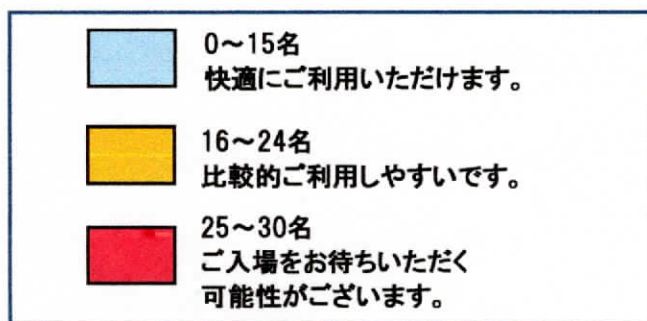 0～15名
快適にご利用いただけます。
16～24名
比較的ご利用しやすいです。
25～30名
ご入場をお待ちいただく
可能性がございます。